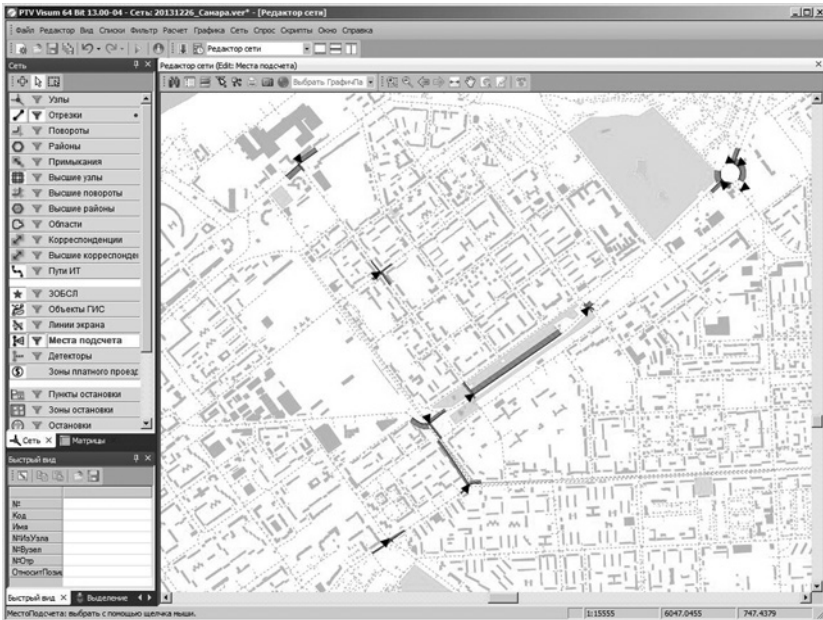 PTV Visum 64 Bit 13.00-04 - Сеть: 20131226_Самара.ver* - [Редактор сети]
Файл Редактор Вид Списки Фильтр Расчет Графика Сеть Спрос Скрипты Окно Справка
Редактор сети
Сеть
Редактор сети (Edit: Места подсчета)
Выбрать ГрафичПа
Узлы
Отрезки
Повороты
Районы
Примыкания
Высшие узлы
Высшие повороты
Высшие районы
Области
Корреспонденции
Высшие корреспонден
Пути ИТ
ЗОБСЛ
Объекты ГИС
Линии экрана
Места подсчета
Детекторы
Зоны платного проезд
Пункты остановки
Зоны остановки
Остановки
Сеть
Матрицы
Быстрый вид
№
Код
Имя
№ИзУзла
№ВУзел
№Отр
ОтноситПози
Быстрый вид
Выделение
МестоПодсчета: выбрать с помощью щелчка мыши.
1:15555
6047.0455
747.4379